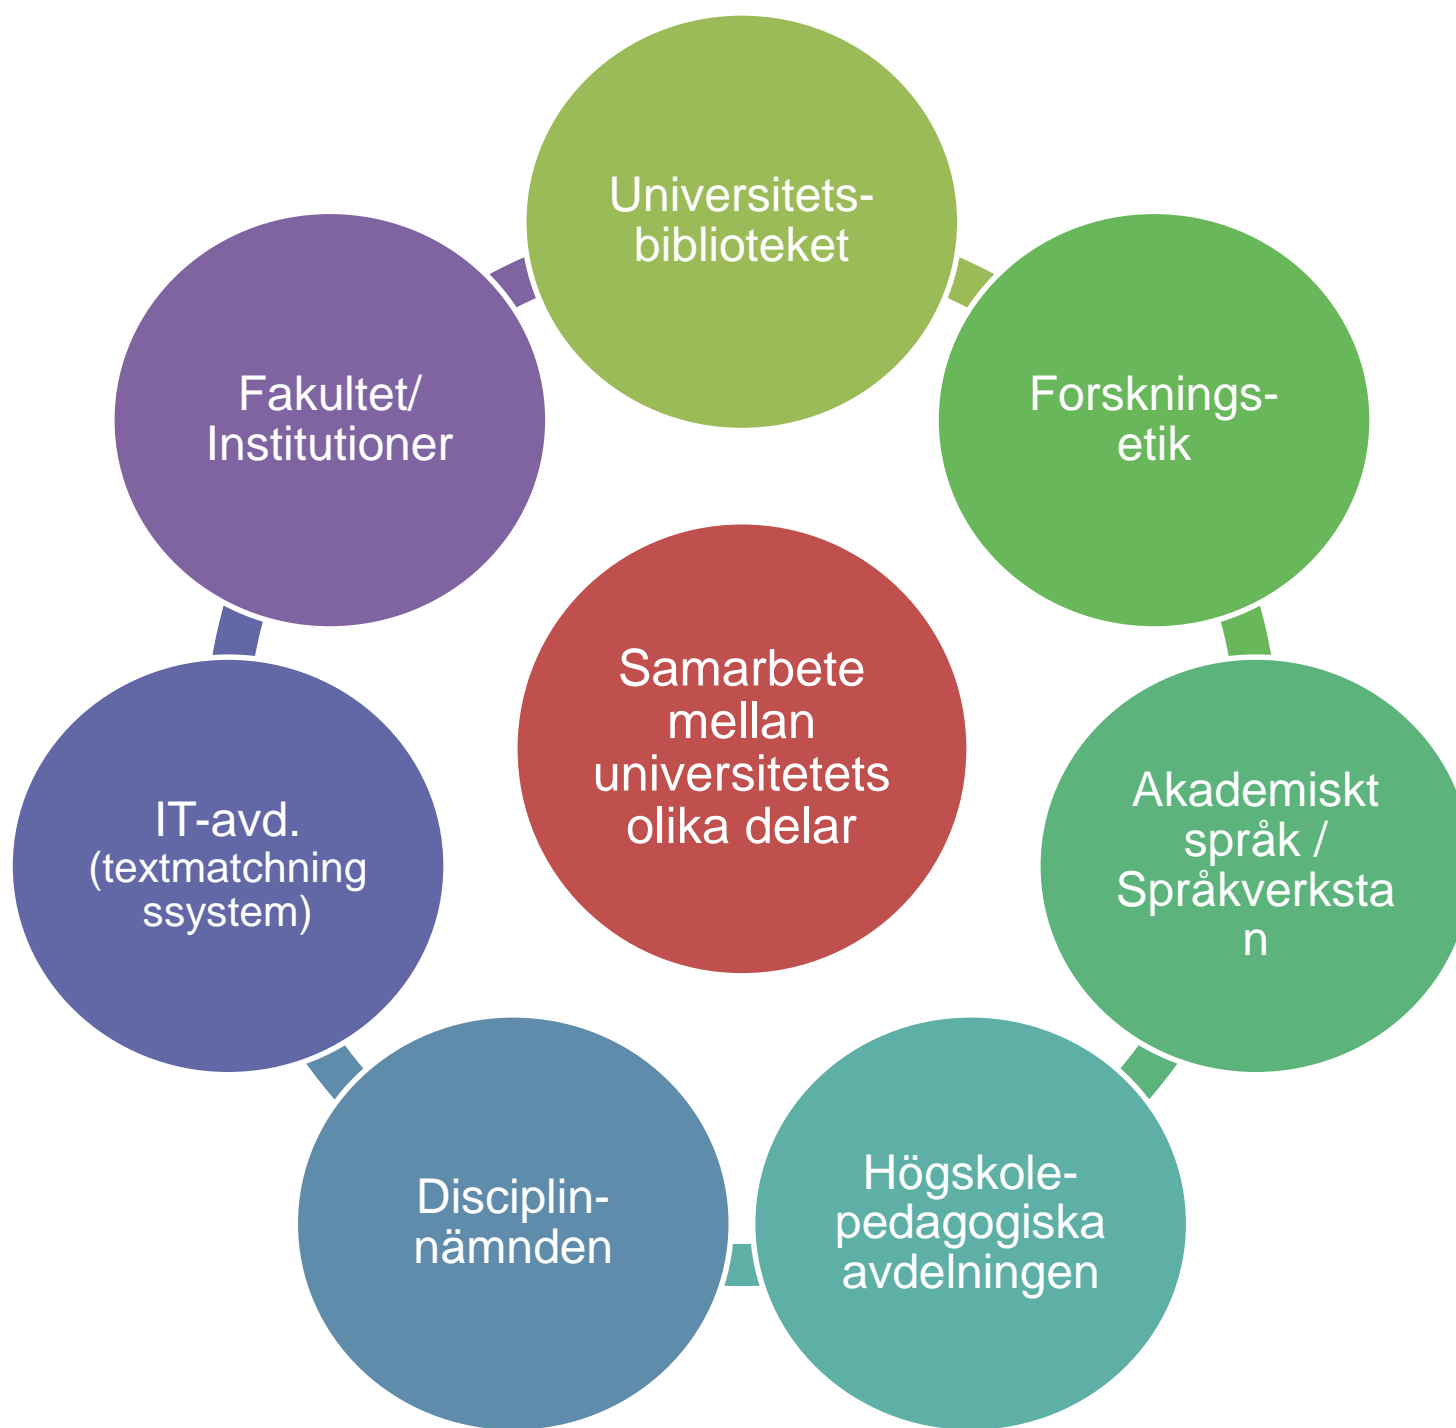 Universitets-
biblioteket
Forsknings-
etik
Akademiskt
språk /
Språkverksta
n
Högskole-
pedagogiska
avdelningen
Disciplin-
nämnden
IT-avd.
(textmatchning
ssystem)
Fakultet/
Institutioner
Samarbete
mellan
universitetets
olika delar